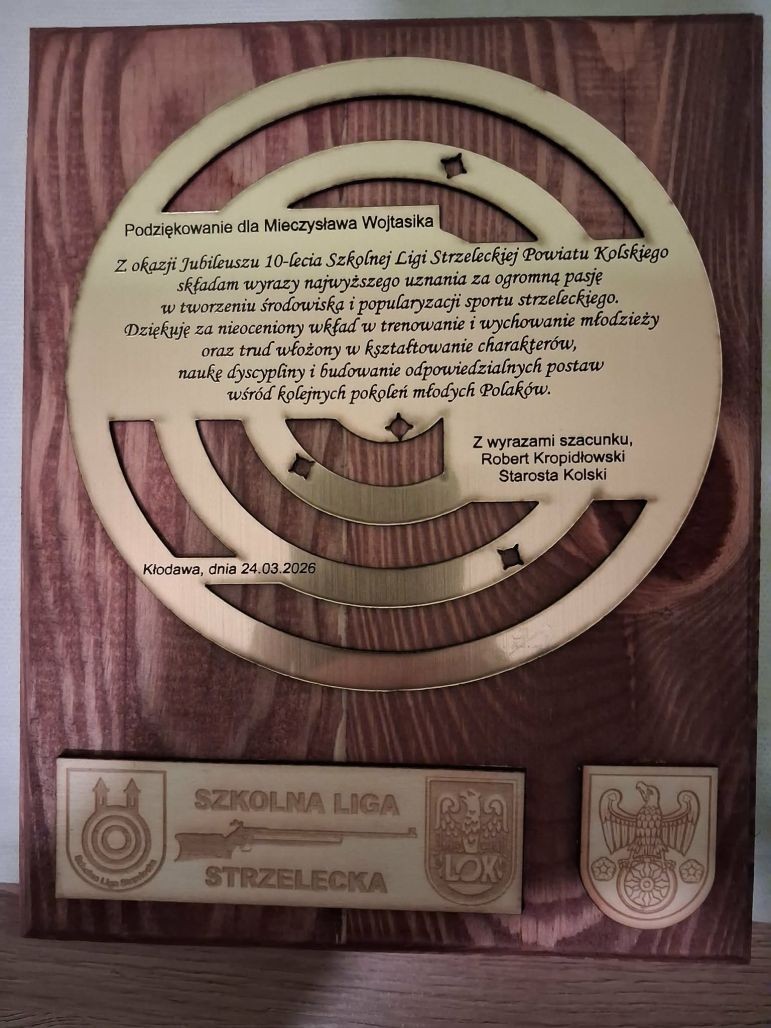 Podziękowanie dla Mieczysława Wojtasika
Z okazji Jubileuszu 10-lecia Szkolnej Ligi Strzeleckiej Powiatu Kolskiego
składam wyrazy najwyższego uznania za ogromną pasję
w tworzeniu środowiska i popularyzacji sportu strzeleckiego.
Dziękuję za nieoceniony wkład w trenowanie i wychowanie młodzieży
oraz trud włożony w kształtowanie charakterów,
naukę dyscypliny i budowanie odpowiedzialnych postaw
wśród kolejnych pokoleń młodych Polaków.
Z wyrazami szacunku,
Robert Kropidłowski
Starosta Kolski
Kłodawa, dnia 24.03.2026
SZKOLNA LIGA
STRZELECKA
Liga Strzelecka
LOK